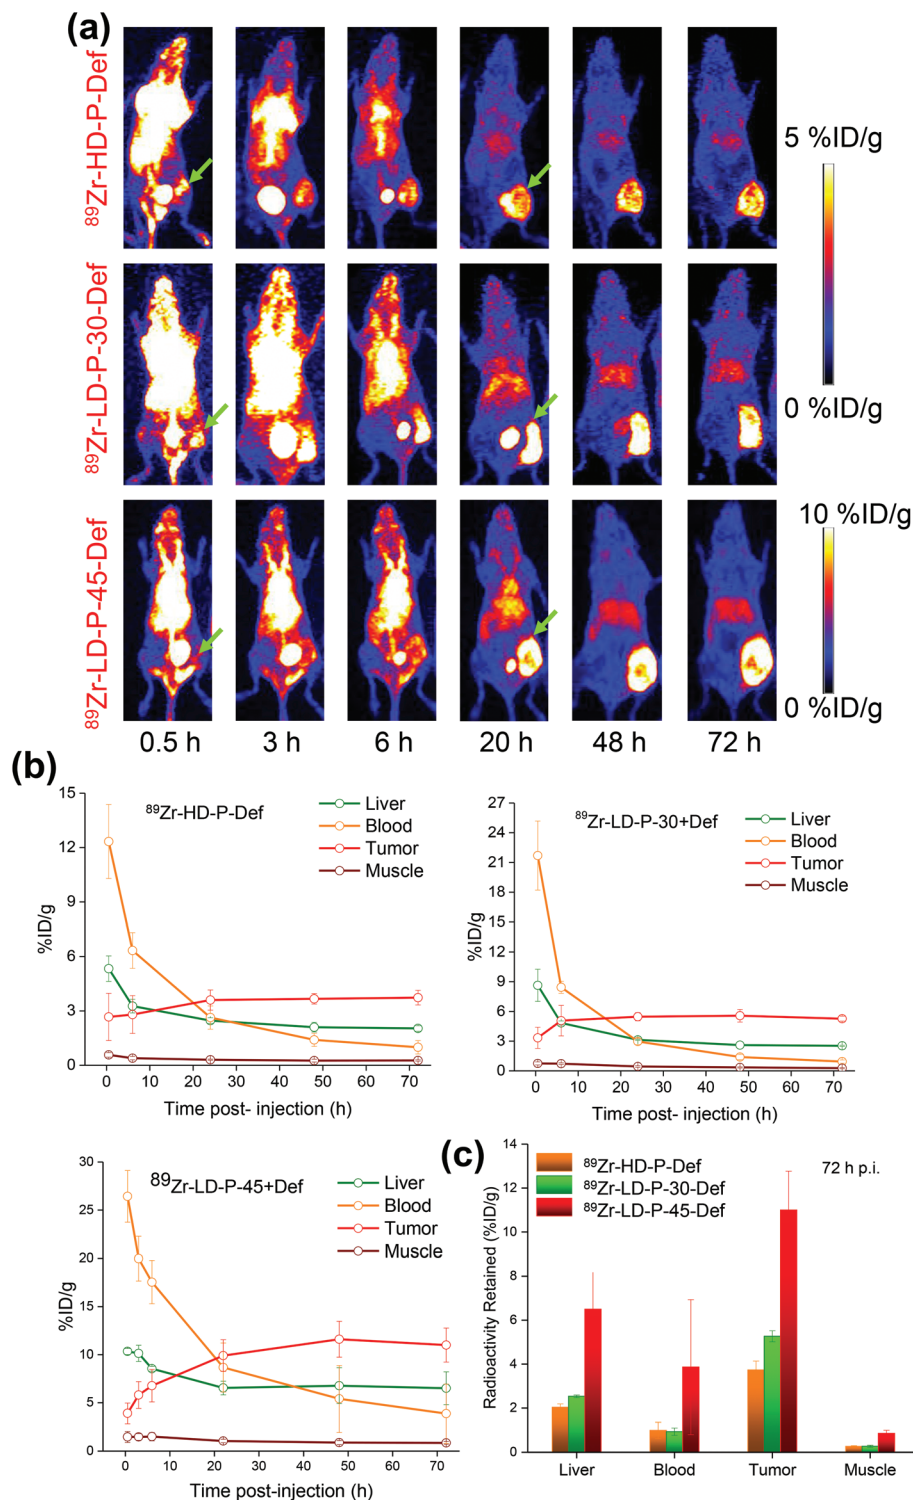 (a)
⁸⁹Zr-HD-P-Def
⁸⁹Zr-LD-P-30-Def
⁸⁹Zr-LD-P-45-Def
5 %ID/g
0 %ID/g
10 %ID/g
0 %ID/g
0.5 h 3 h 6 h 20 h 48 h 72 h
(b)
⁸⁹Zr-HD-P-Def
Liver
Blood
Tumor
Muscle
%ID/g
15
12
9
6
3
0
0 10 20 30 40 50 60 70
Time post- injection (h)
⁸⁹Zr-LD-P-30+Def
Liver
Blood
Tumor
Muscle
%ID/g
27
24
21
18
15
12
9
6
3
0
0 10 20 30 40 50 60 70
Time post- injection (h)
⁸⁹Zr-LD-P-45+Def
Liver
Blood
Tumor
Muscle
%ID/g
30
25
20
15
10
5
0
0 10 20 30 40 50 60 70
Time post-injection (h)
(c)
⁸⁹Zr-HD-P-Def
⁸⁹Zr-LD-P-30-Def
⁸⁹Zr-LD-P-45-Def
72 h p.i.
Radioactivity Retained (%ID/g)
14
12
10
8
6
4
2
0
Liver Blood Tumor Muscle